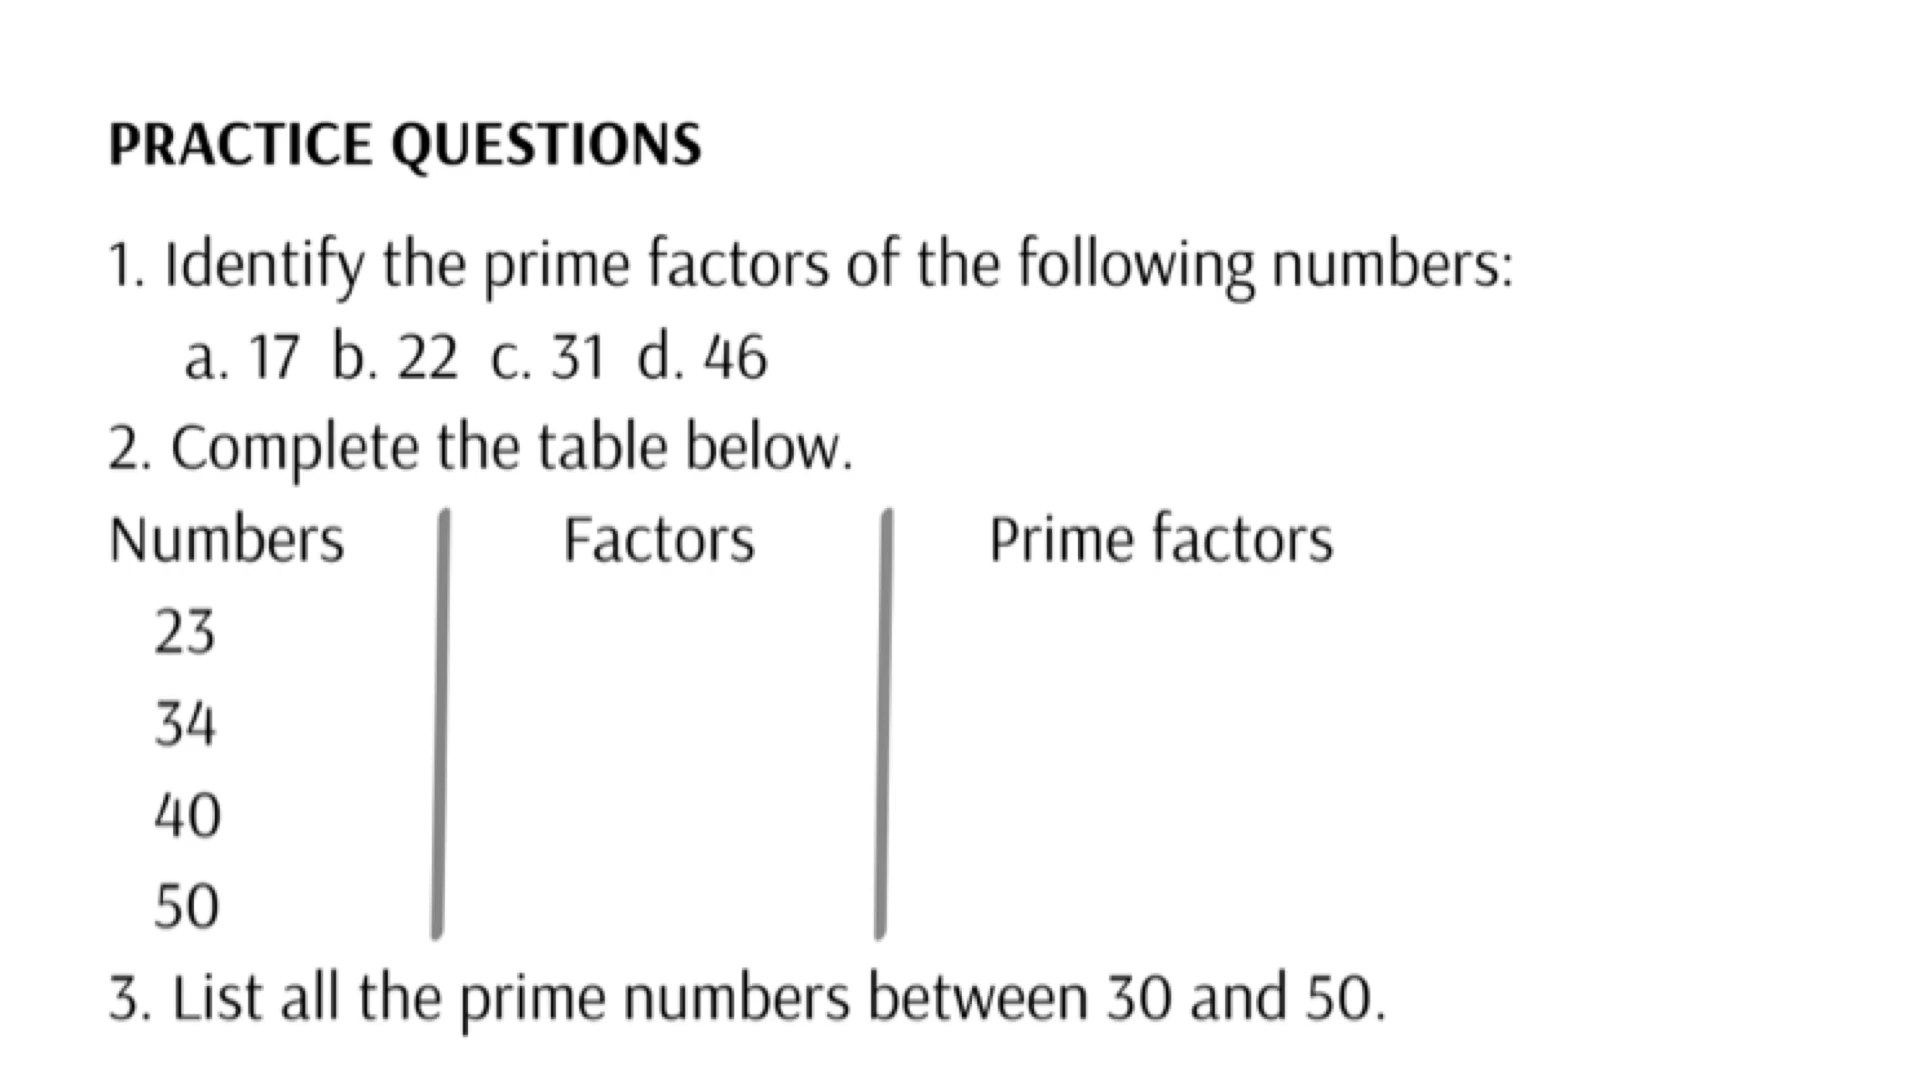 PRACTICE QUESTIONS
1. Identify the prime factors of the following numbers:
a. 17 b. 22 c. 31 d. 46
2. Complete the table below.
Numbers Factors Prime factors
23
34
40
50
3. List all the prime numbers between 30 and 50.